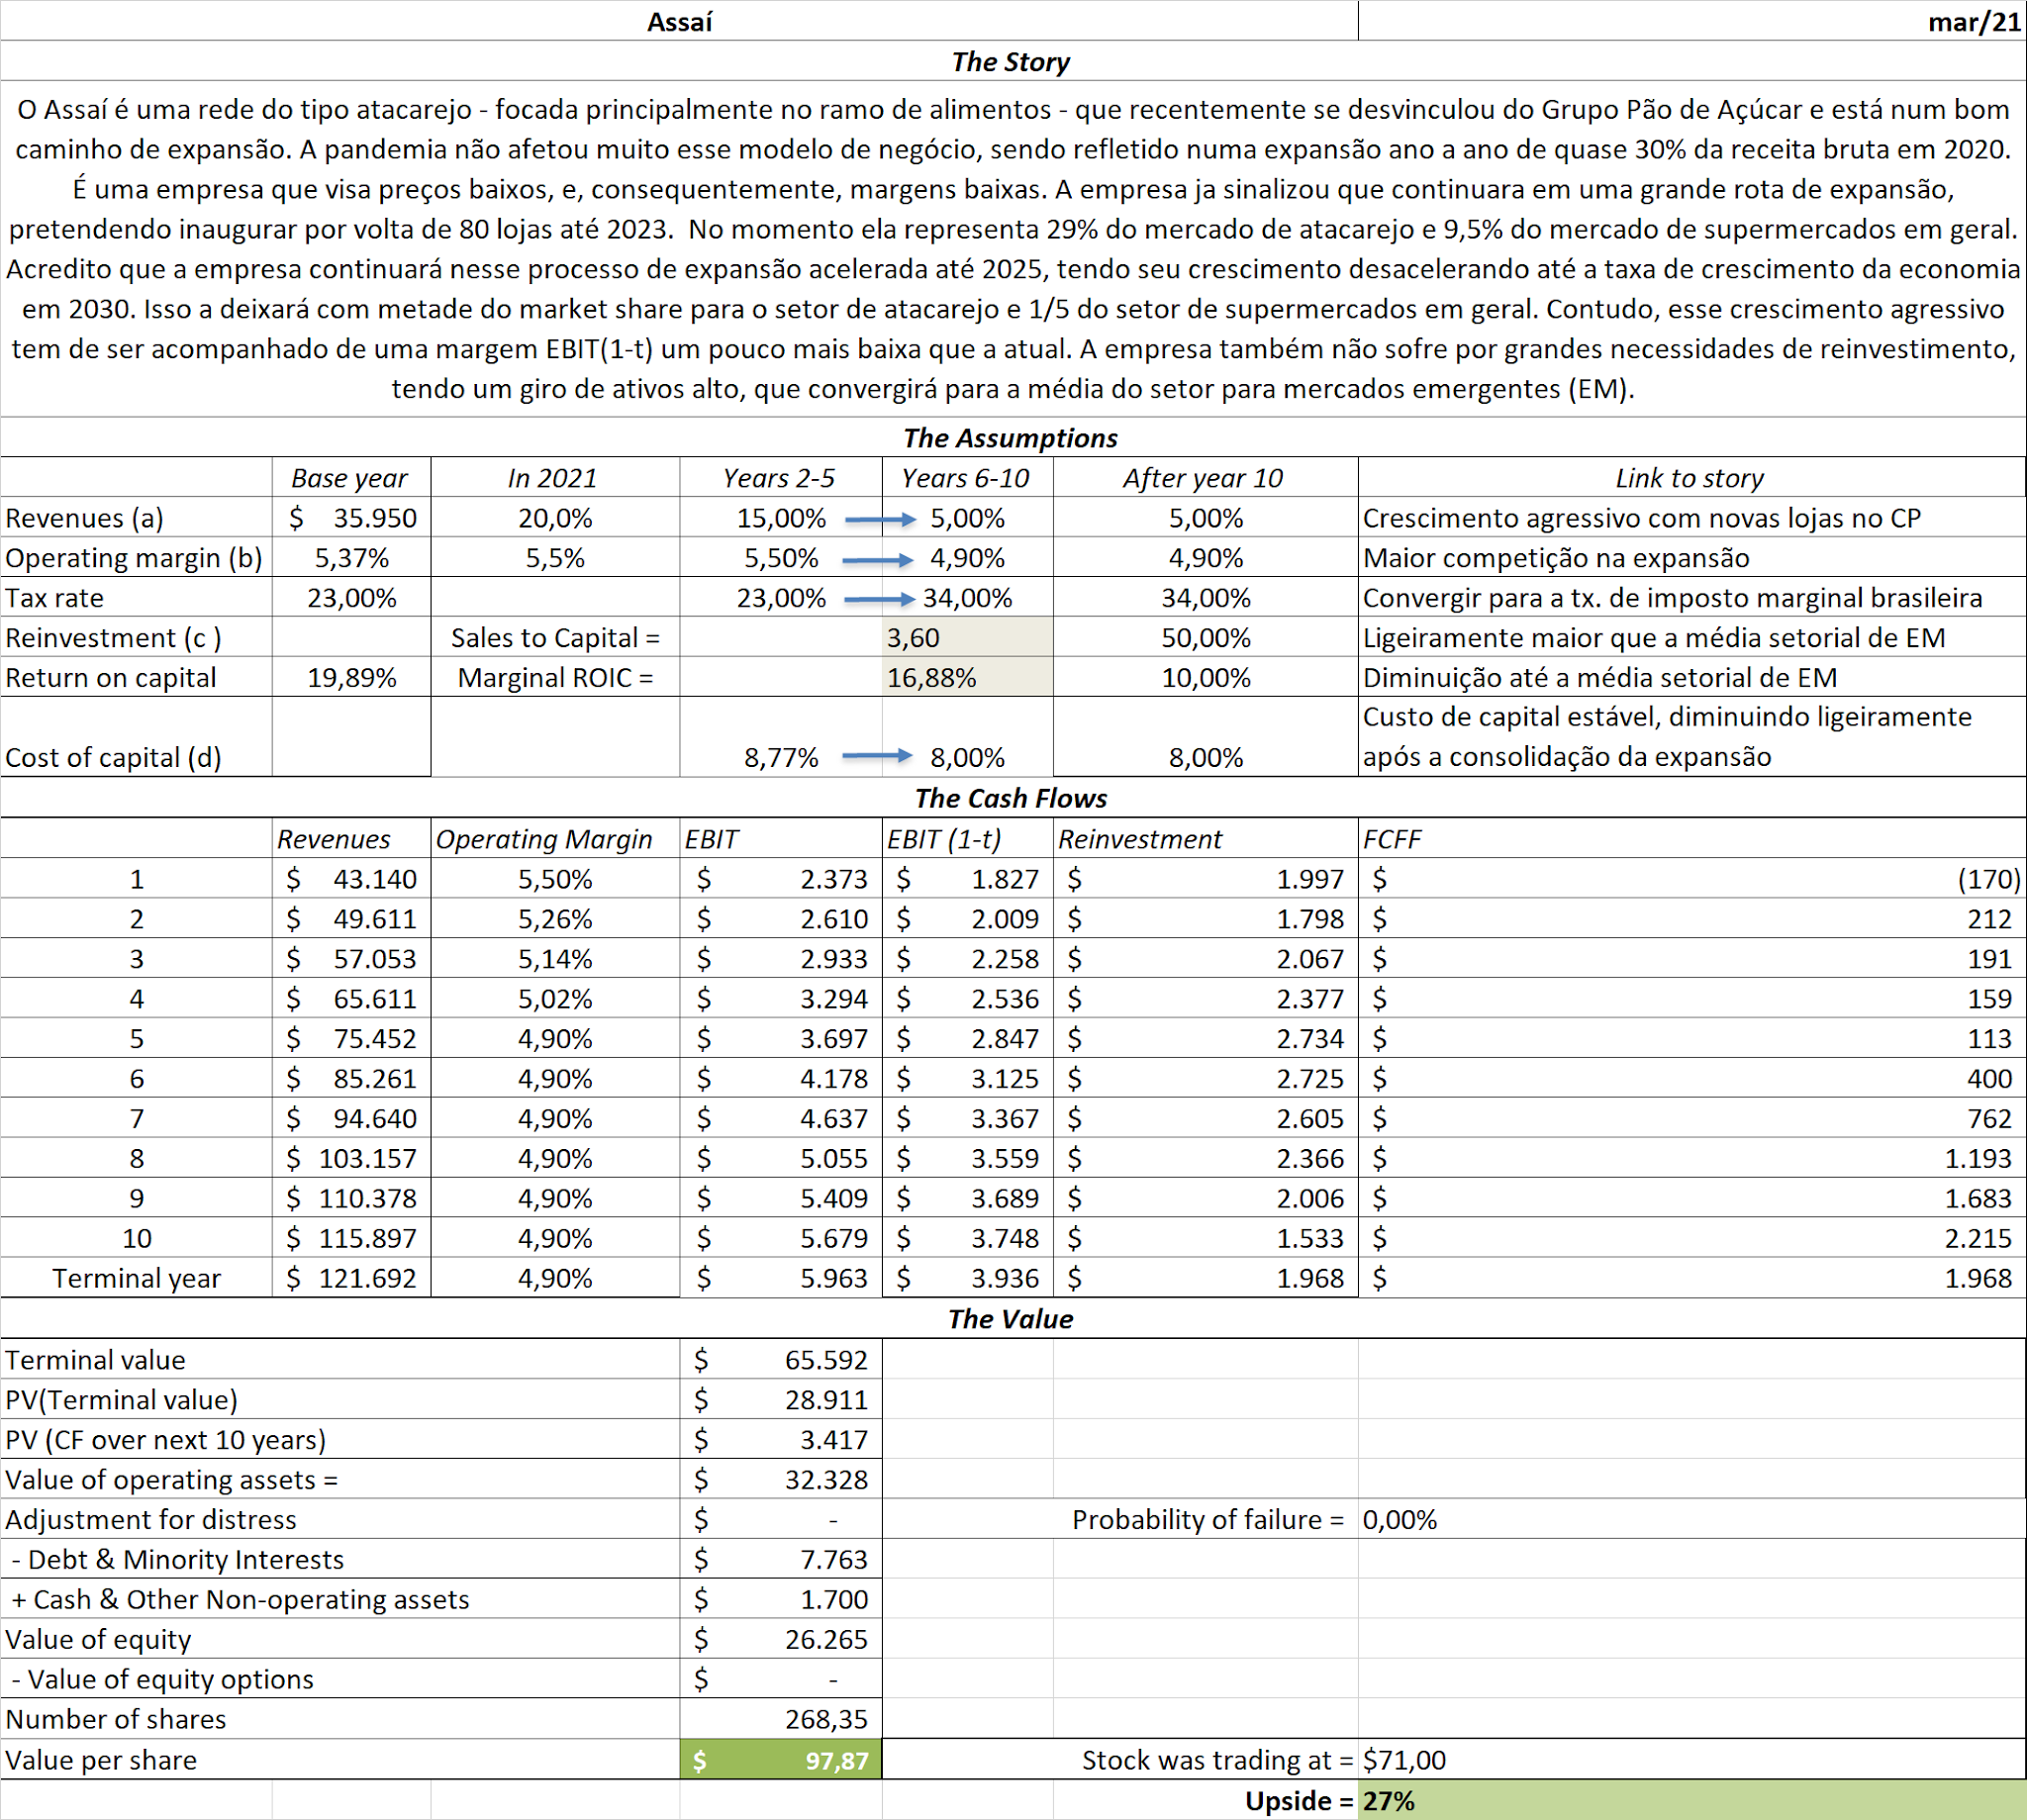 Assaí mar/21
The Story
O Assaí é uma rede do tipo atacarejo - focada principalmente no ramo de alimentos - que recentemente se desvinculou do Grupo Pão de Açúcar e está num bom
caminho de expansão. A pandemia não afetou muito esse modelo de negócio, sendo refletido numa expansão ano a ano de quase 30% da receita bruta em 2020.
É uma empresa que visa preços baixos, e, consequentemente, margens baixas. A empresa ja sinalizou que continuara em uma grande rota de expansão,
pretendendo inaugurar por volta de 80 lojas até 2023. No momento ela representa 29% do mercado de atacarejo e 9,5% do mercado de supermercados em geral.
Acredito que a empresa continuará nesse processo de expansão acelerada até 2025, tendo seu crescimento desacelerando até a taxa de crescimento da economia
em 2030. Isso a deixará com metade do market share para o setor de atacarejo e 1/5 do setor de supermercados em geral. Contudo, esse crescimento agressivo
tem de ser acompanhado de uma margem EBIT(1-t) um pouco mais baixa que a atual. A empresa também não sofre por grandes necessidades de reinvestimento,
tendo um giro de ativos alto, que convergirá para a média do setor para mercados emergentes (EM).
The Assumptions
Base year In 2021 Years 2-5 Years 6-10 After year 10 Link to story
Revenues (a) $ 35.950 20,0% 15,00% 5,00% 5,00% Crescimento agressivo com novas lojas no CP
Operating margin (b) 5,37% 5,5% 5,50% 4,90% 4,90% Maior competição na expansão
Tax rate 23,00% 23,00% 34,00% 34,00% Convergir para a tx. de imposto marginal brasileira
Reinvestment (c ) Sales to Capital = 3,60 50,00% Ligeiramente maior que a média setorial de EM
Return on capital 19,89% Marginal ROIC = 16,88% 10,00% Diminuição até a média setorial de EM
Cost of capital (d) 8,77% 8,00% 8,00% Custo de capital estável, diminuindo ligeiramente
após a consolidação da expansão
The Cash Flows
Revenues Operating Margin EBIT EBIT (1-t) Reinvestment FCFF
1 $ 43.140 5,50% $ 2.373 $ 1.827 $ 1.997 $ (170)
2 $ 49.611 5,26% $ 2.610 $ 2.009 $ 1.798 $ 212
3 $ 57.053 5,14% $ 2.933 $ 2.258 $ 2.067 $ 191
4 $ 65.611 5,02% $ 3.294 $ 2.536 $ 2.377 $ 159
5 $ 75.452 4,90% $ 3.697 $ 2.847 $ 2.734 $ 113
6 $ 85.261 4,90% $ 4.178 $ 3.125 $ 2.725 $ 400
7 $ 94.640 4,90% $ 4.637 $ 3.367 $ 2.605 $ 762
8 $ 103.157 4,90% $ 5.055 $ 3.559 $ 2.366 $ 1.193
9 $ 110.378 4,90% $ 5.409 $ 3.689 $ 2.006 $ 1.683
10 $ 115.897 4,90% $ 5.679 $ 3.748 $ 1.533 $ 2.215
Terminal year $ 121.692 4,90% $ 5.963 $ 3.936 $ 1.968 $ 1.968
The Value
Terminal value $ 65.592
PV(Terminal value) $ 28.911
PV (CF over next 10 years) $ 3.417
Value of operating assets = $ 32.328
Adjustment for distress $ - Probability of failure = 0,00%
- Debt & Minority Interests $ 7.763
+ Cash & Other Non-operating assets $ 1.700
Value of equity $ 26.265
- Value of equity options $ -
Number of shares 268,35
Value per share $ 97,87 Stock was trading at = $71,00
Upside = 27%